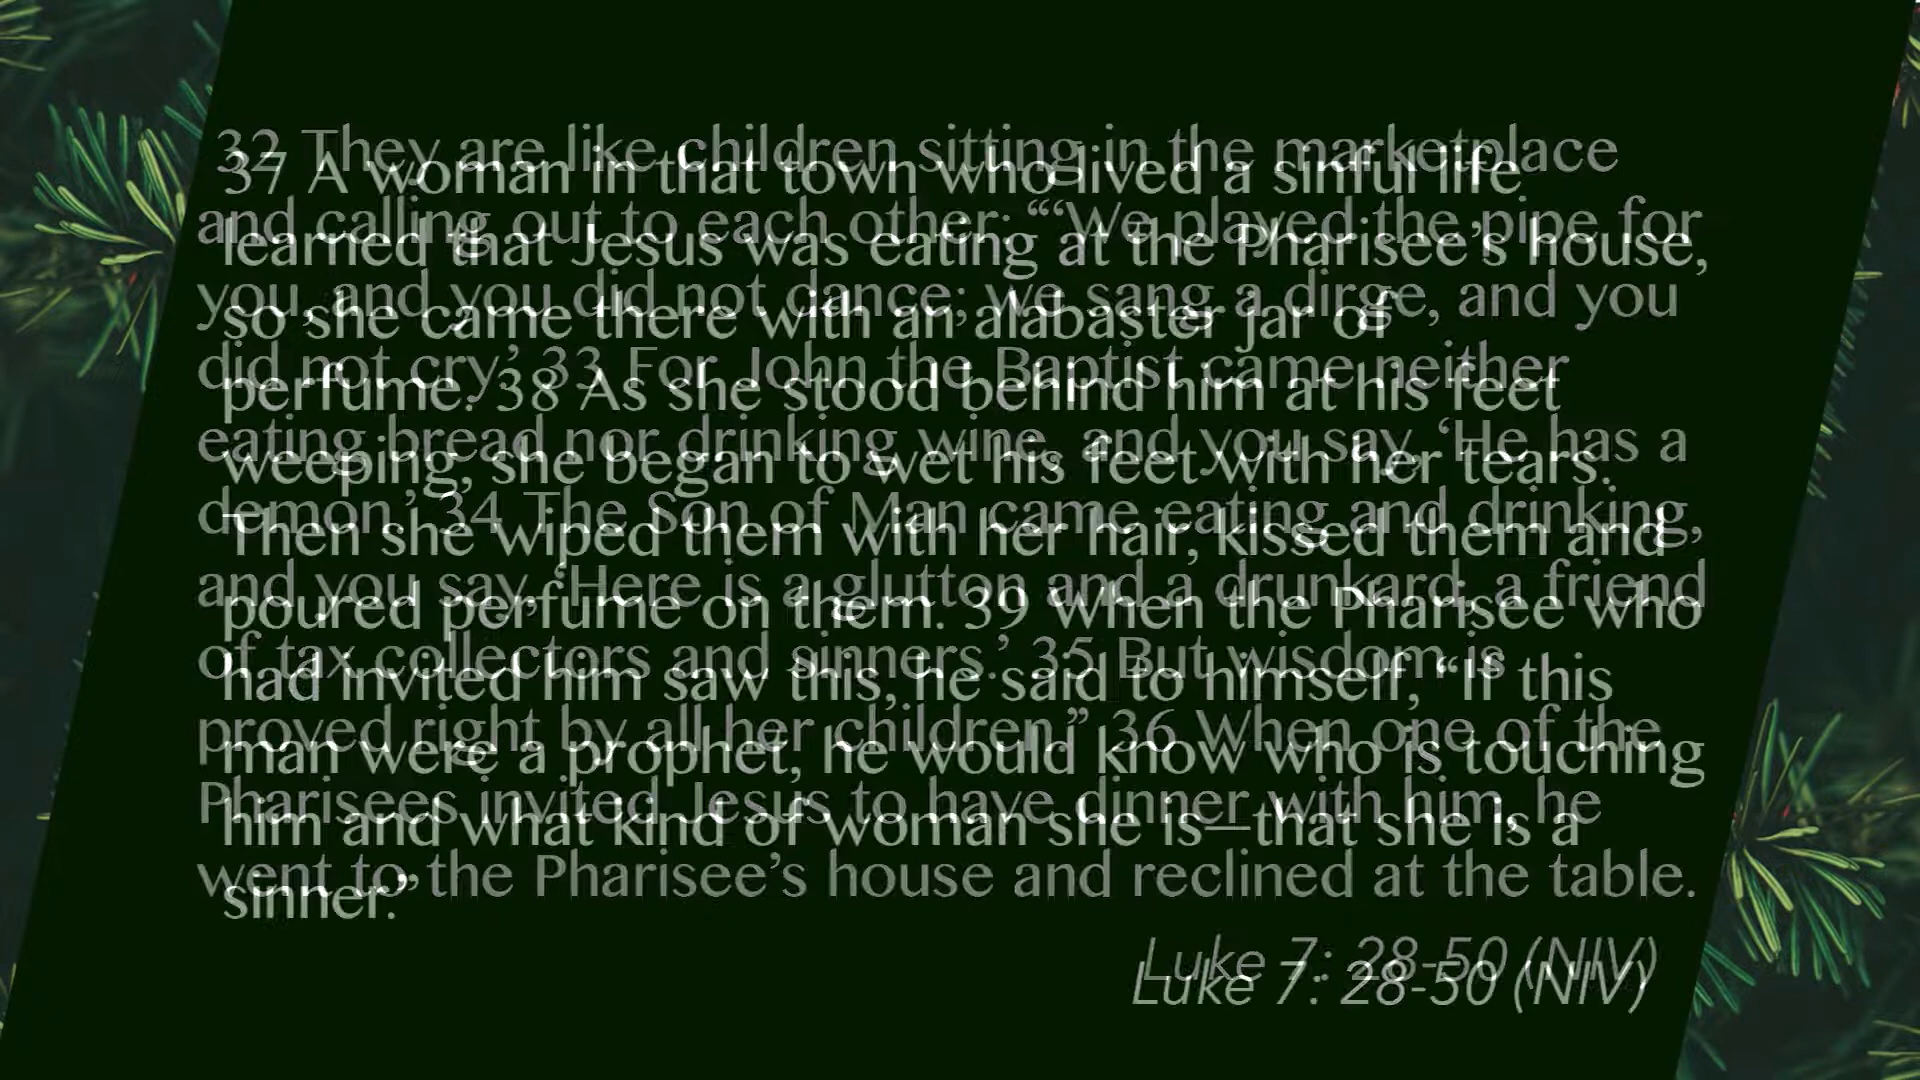 32 They are like children sitting in the marketplace
and calling out to each other: “‘We played the pipe for
you, and you did not dance; we sang a dirge, and you
did not cry.’ 33 For John the Baptist came neither
eating bread nor drinking wine, and you say, ‘He has a
demon.’ 34 The Son of Man came eating and drinking,
and you say, ‘Here is a glutton and a drunkard, a friend
of tax collectors and sinners.’ 35 But wisdom is
proved right by all her children.” 36 When one of the
Pharisees invited Jesus to have dinner with him, he
went to the Pharisee’s house and reclined at the table.
Luke 7: 28-50 (NIV)
37 A woman in that town who lived a sinful life
learned that Jesus was eating at the Pharisee’s house,
so she came there with an alabaster jar of
perfume. 38 As she stood behind him at his feet
weeping, she began to wet his feet with her tears.
Then she wiped them with her hair, kissed them and
poured perfume on them. 39 When the Pharisee who
had invited him saw this, he said to himself, “If this
man were a prophet, he would know who is touching
him and what kind of woman she is—that she is a
sinner.”
Luke 7: 28-50 (NIV)